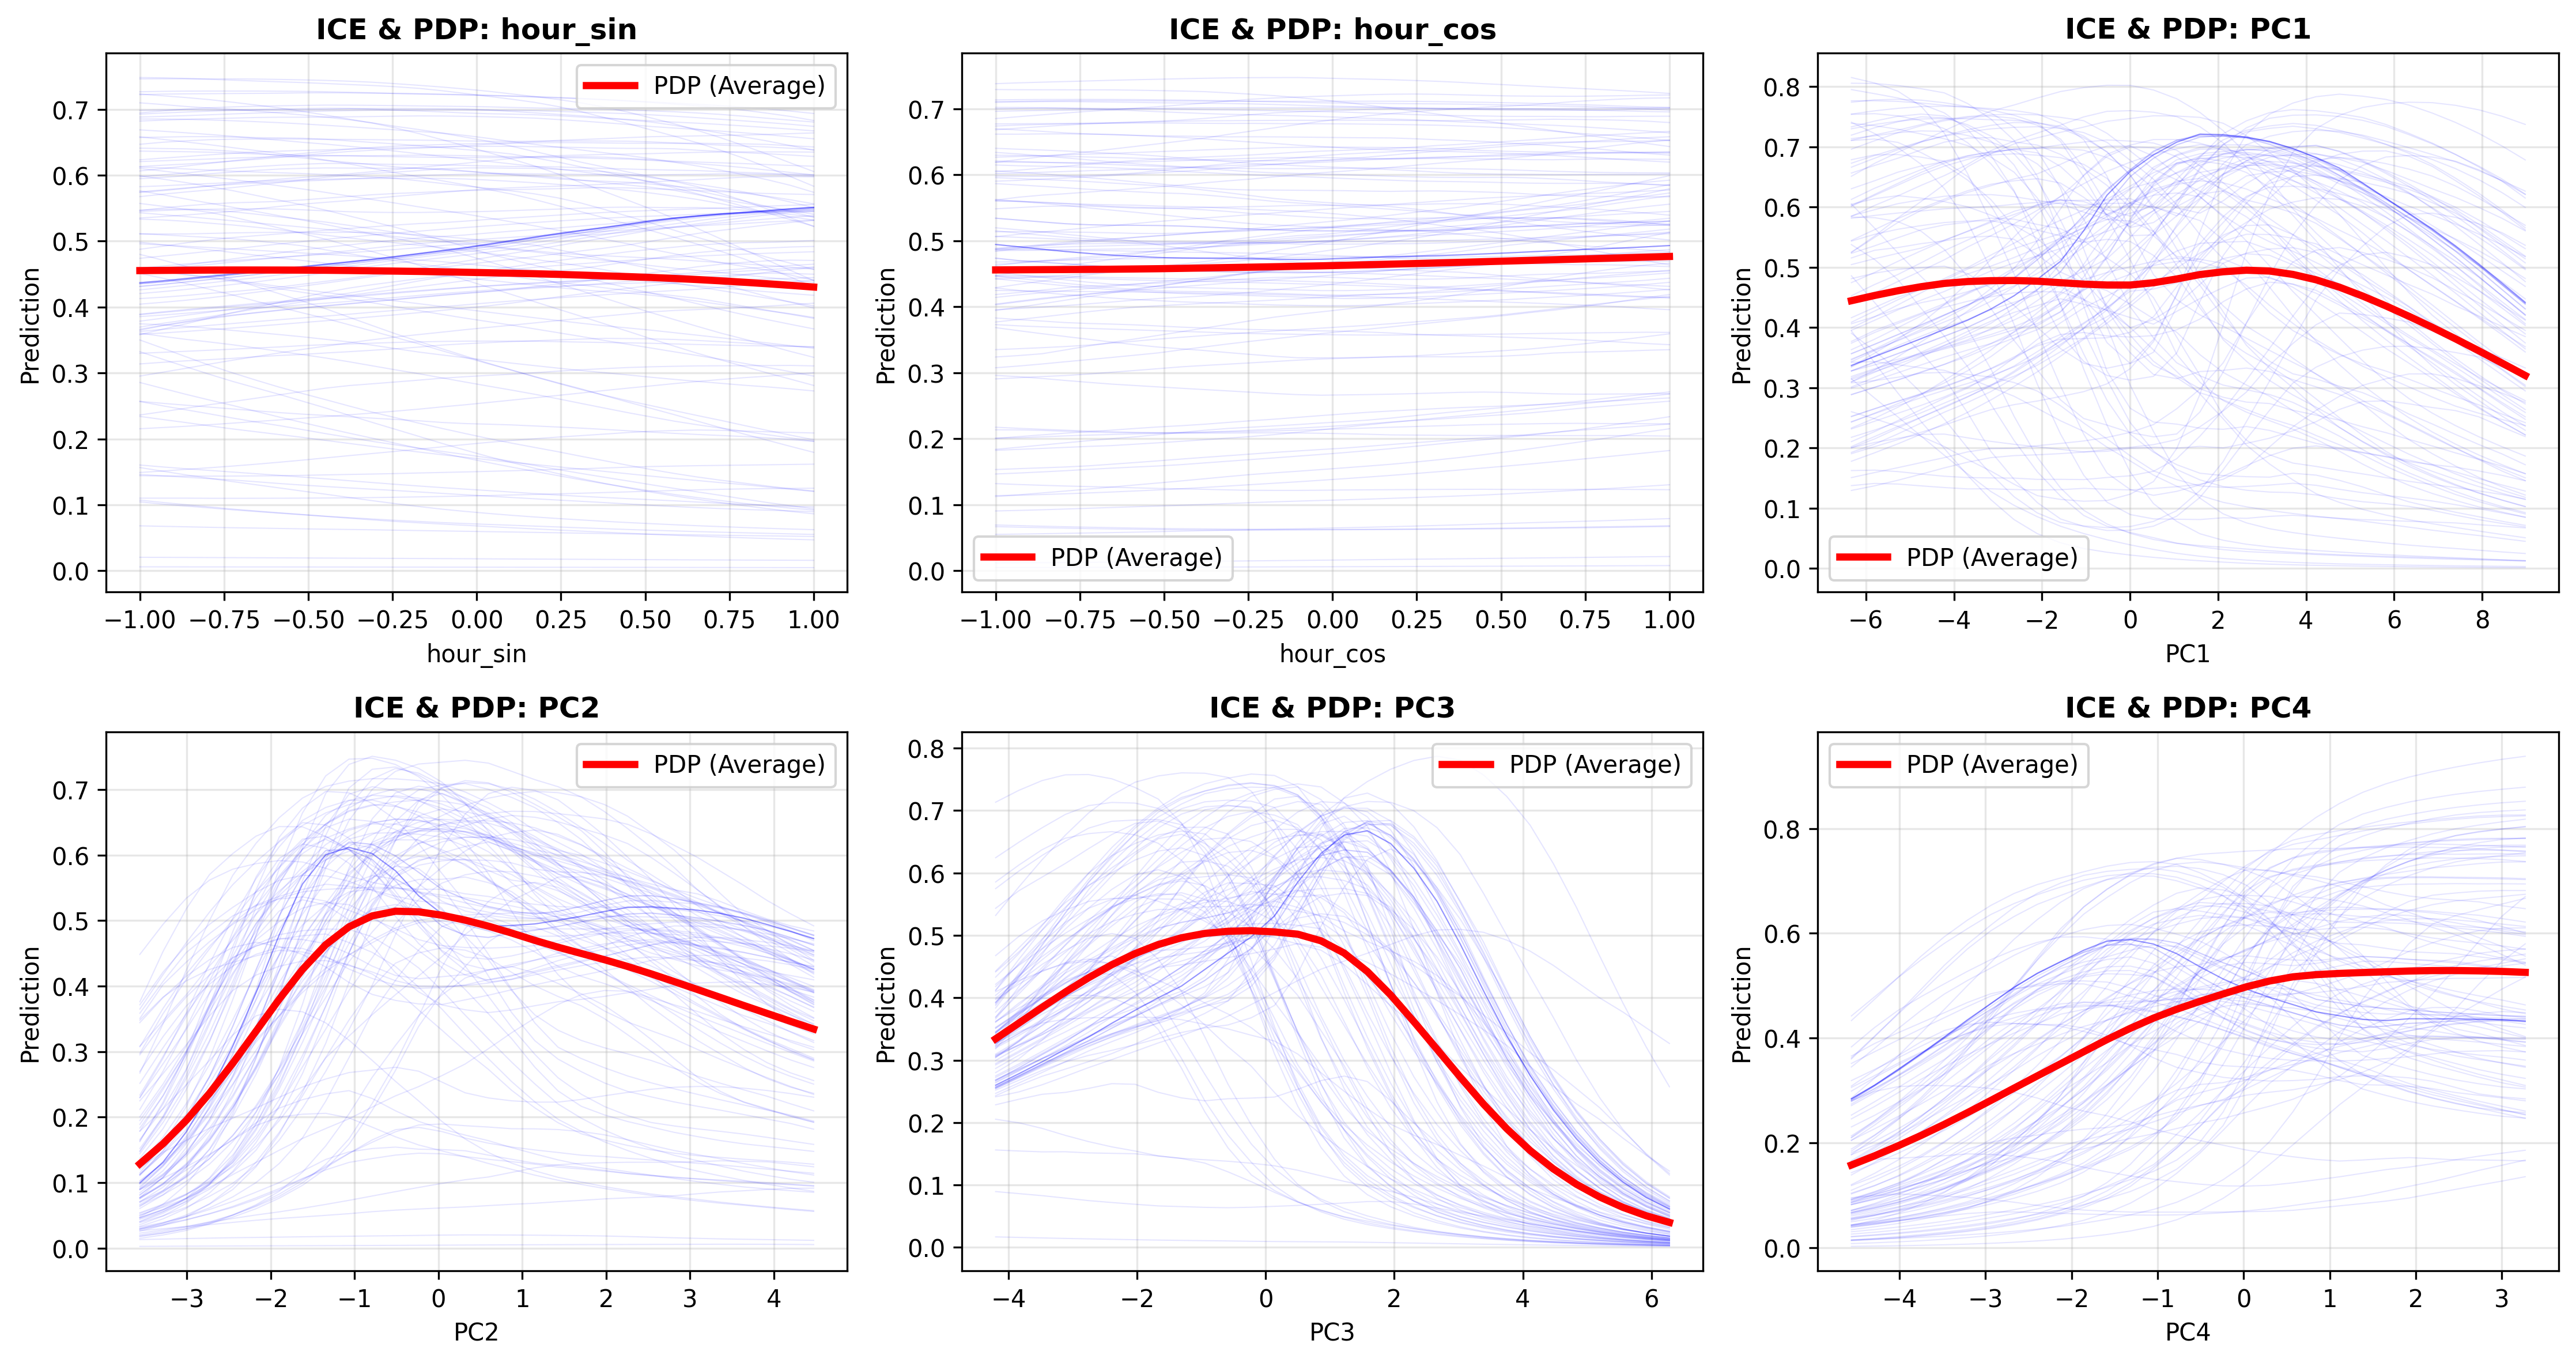 ICE & PDP: hour_sin
PDP (Average)
Prediction
0.7
0.6
0.5
0.4
0.3
0.2
0.1
0.0
−1.00 −0.75 −0.50 −0.25 0.00 0.25 0.50 0.75 1.00
hour_sin
ICE & PDP: hour_cos
Prediction
0.7
0.6
0.5
0.4
0.3
0.2
0.1
0.0
PDP (Average)
−1.00 −0.75 −0.50 −0.25 0.00 0.25 0.50 0.75 1.00
hour_cos
ICE & PDP: PC1
Prediction
0.8
0.7
0.6
0.5
0.4
0.3
0.2
0.1
0.0
PDP (Average)
−6 −4 −2 0 2 4 6 8
PC1
ICE & PDP: PC2
PDP (Average)
Prediction
0.7
0.6
0.5
0.4
0.3
0.2
0.1
0.0
−3 −2 −1 0 1 2 3 4
PC2
ICE & PDP: PC3
PDP (Average)
Prediction
0.8
0.7
0.6
0.5
0.4
0.3
0.2
0.1
0.0
−4 −2 0 2 4 6
PC3
ICE & PDP: PC4
PDP (Average)
Prediction
0.8
0.6
0.4
0.2
0.0
−4 −3 −2 −1 0 1 2 3
PC4